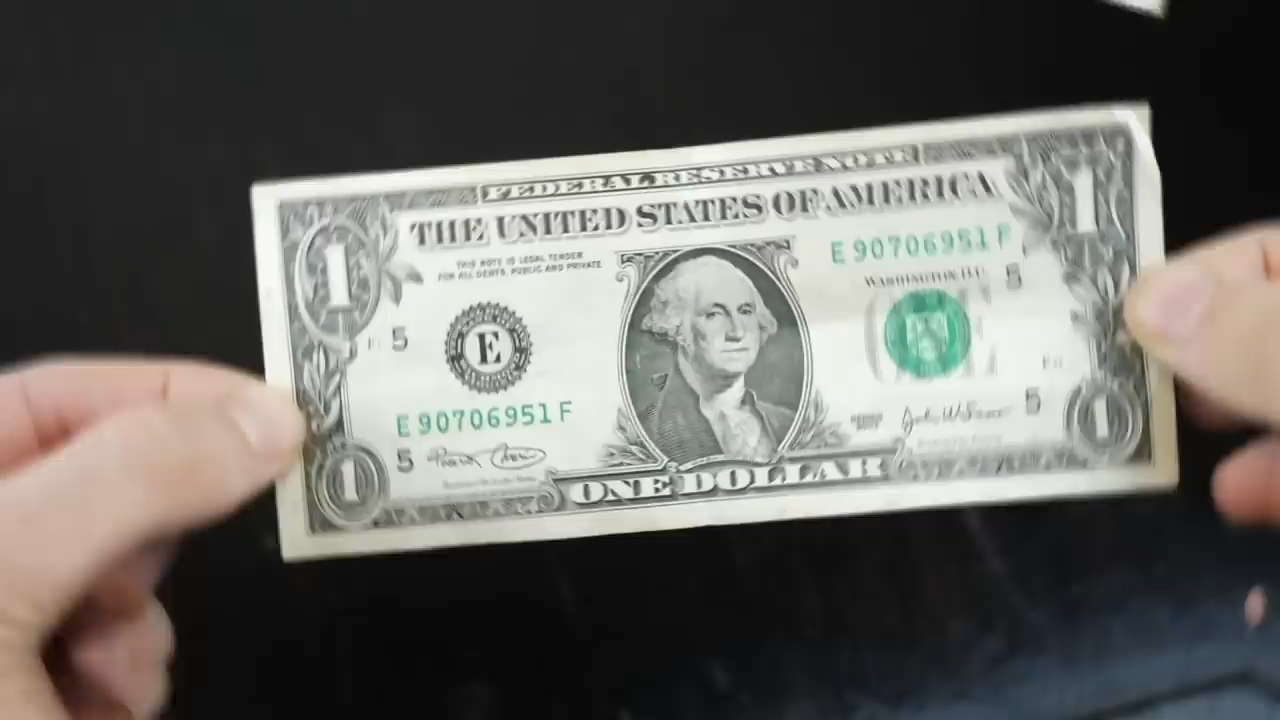 FEDERAL RESERVE NOTE
THE UNITED STATES OF AMERICA
1
1
THIS NOTE IS LEGAL TENDER
FOR ALL DEBTS, PUBLIC AND PRIVATE
E 90706951 F
WASHINGTON, D.C.
5
5
E
E 90706951 F
5
5
1
1
ONE DOLLAR